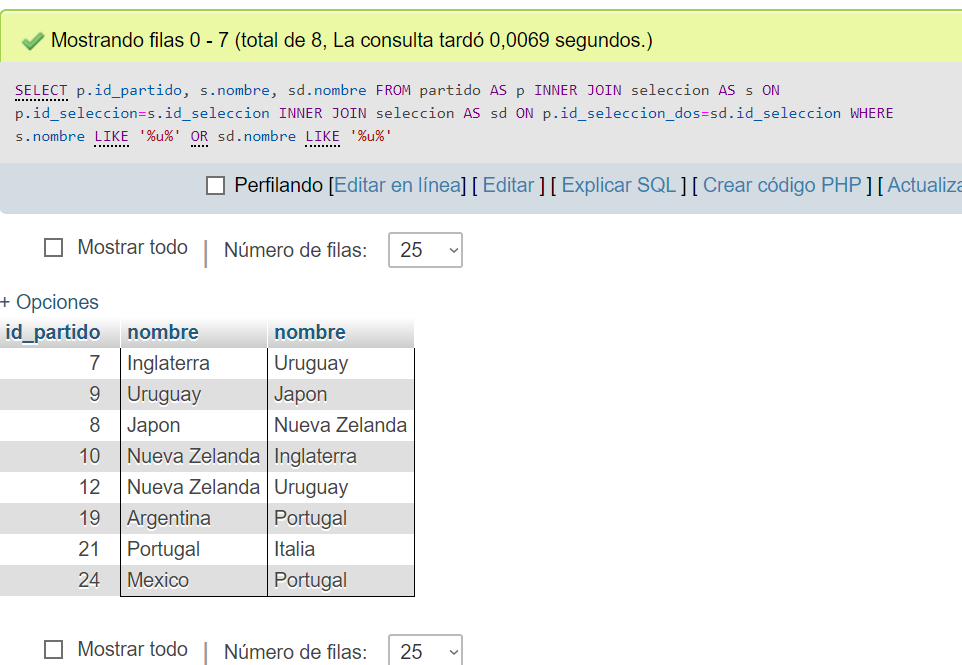 Mostrando filas 0 - 7 (total de 8, La consulta tardó 0,0069 segundos.)
SELECT p.id_partido, s.nombre, sd.nombre FROM partido AS p INNER JOIN seleccion AS s ON
p.id_seleccion=s.id_seleccion INNER JOIN seleccion AS sd ON p.id_seleccion_dos=sd.id_seleccion WHERE
s.nombre LIKE '%u%' OR sd.nombre LIKE '%u%'
Perfilando [Editar en línea] [ Editar ] [ Explicar SQL ] [ Crear código PHP ] [ Actualiza
Mostrar todo | Número de filas: 25
+ Opciones
id_partido nombre nombre
7 Inglaterra Uruguay
9 Uruguay Japon
8 Japon Nueva Zelanda
10 Nueva Zelanda Inglaterra
12 Nueva Zelanda Uruguay
19 Argentina Portugal
21 Portugal Italia
24 Mexico Portugal
Mostrar todo | Número de filas: 25